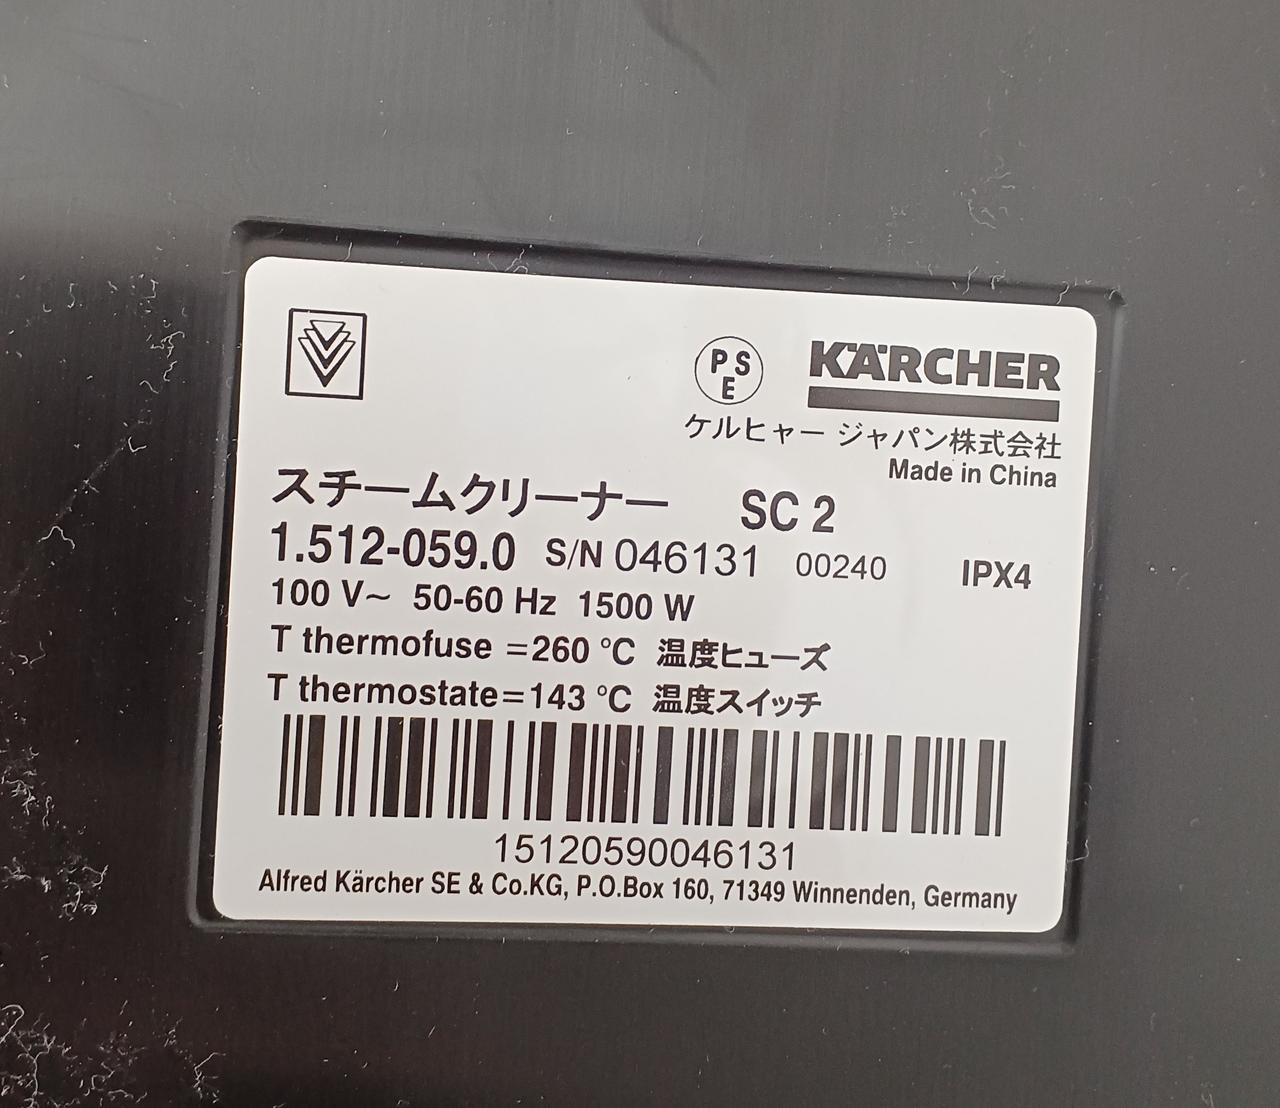 PSE
KÄRCHER
ケルヒャー ジャパン株式会社
Made in China
スチームクリーナー SC 2
1.512-059.0 S/N 046131 00240 IPX4
100 V~ 50-60 Hz 1500 W
T thermofuse =260 °C 温度ヒューズ
T thermostate=143 °C 温度スイッチ
15120590046131
Alfred Kärcher SE & Co.KG, P.O.Box 160, 71349 Winnenden, Germany